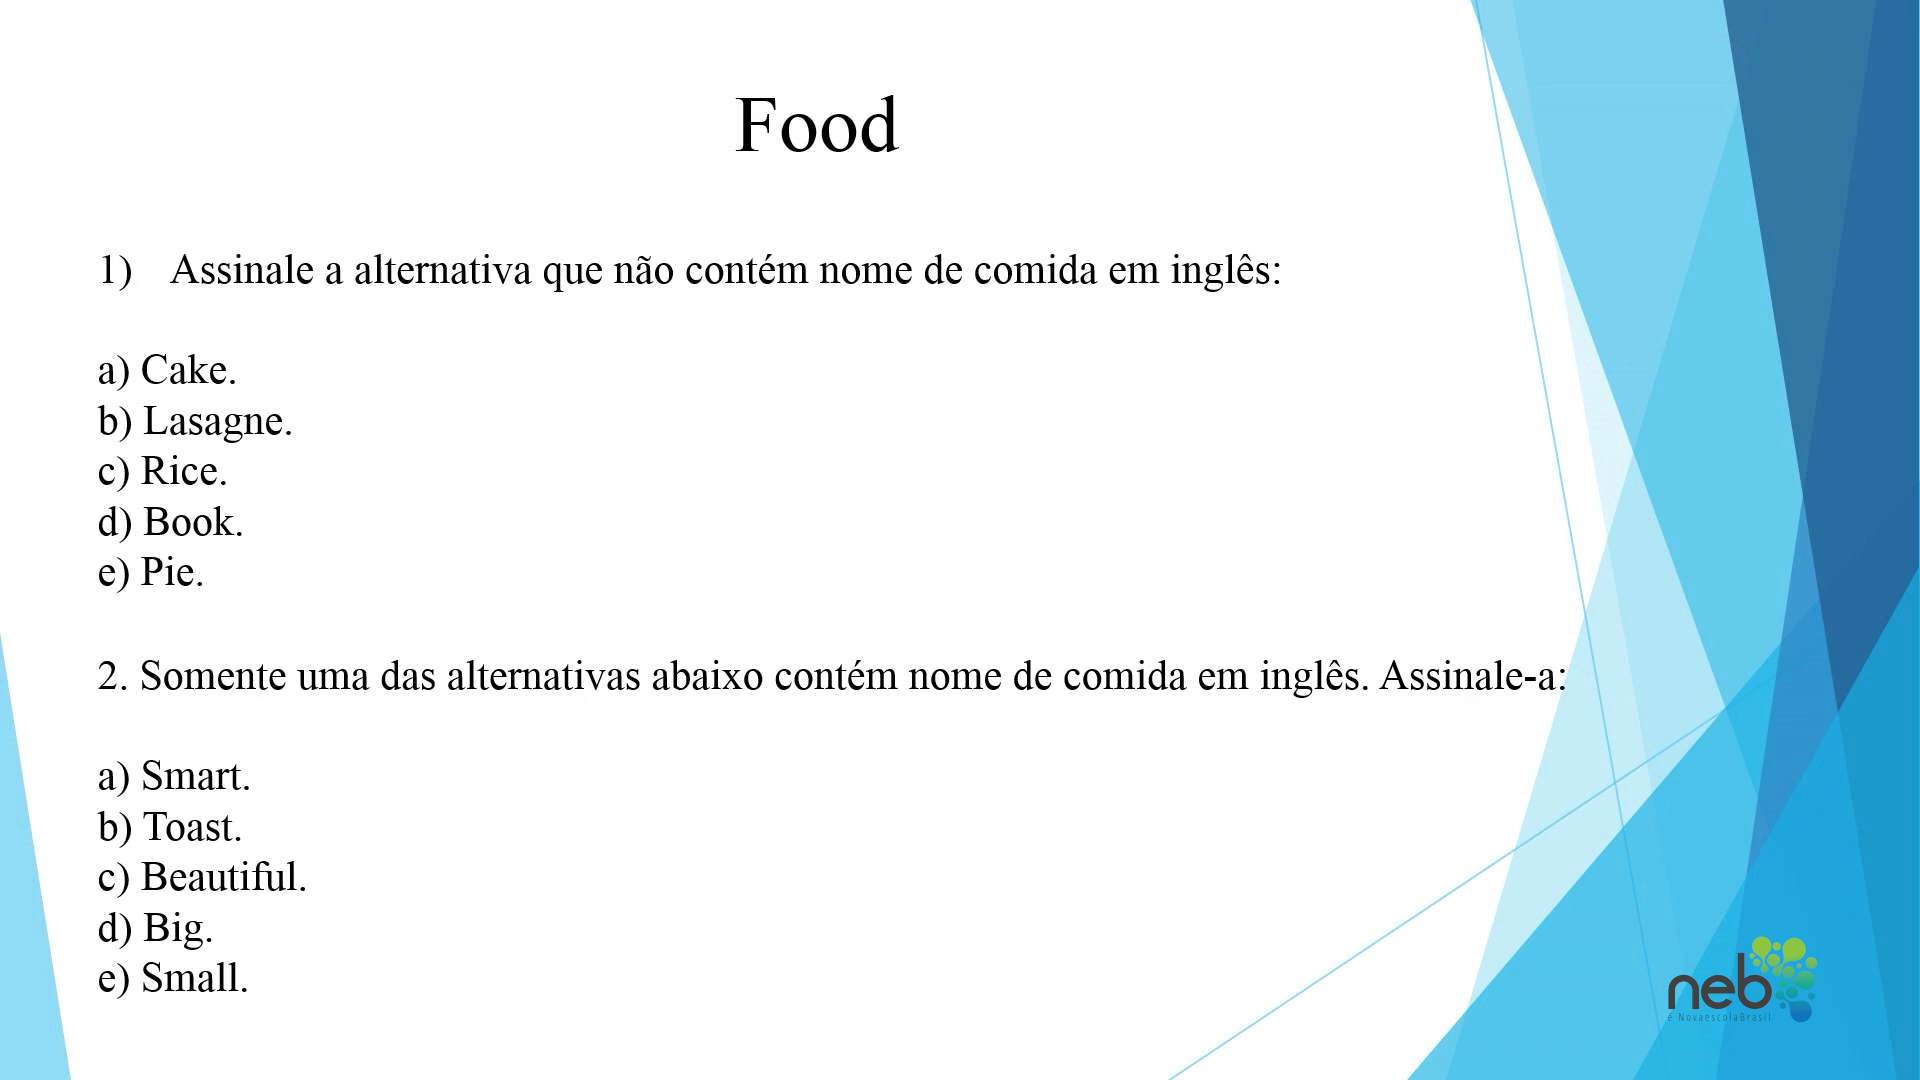 Food
1) Assinale a alternativa que não contém nome de comida em inglês:
a) Cake.
b) Lasagne.
c) Rice.
d) Book.
e) Pie.
2. Somente uma das alternativas abaixo contém nome de comida em inglês. Assinale-a:
a) Smart.
b) Toast.
c) Beautiful.
d) Big.
e) Small.
neb
é NovaescolaBrasil